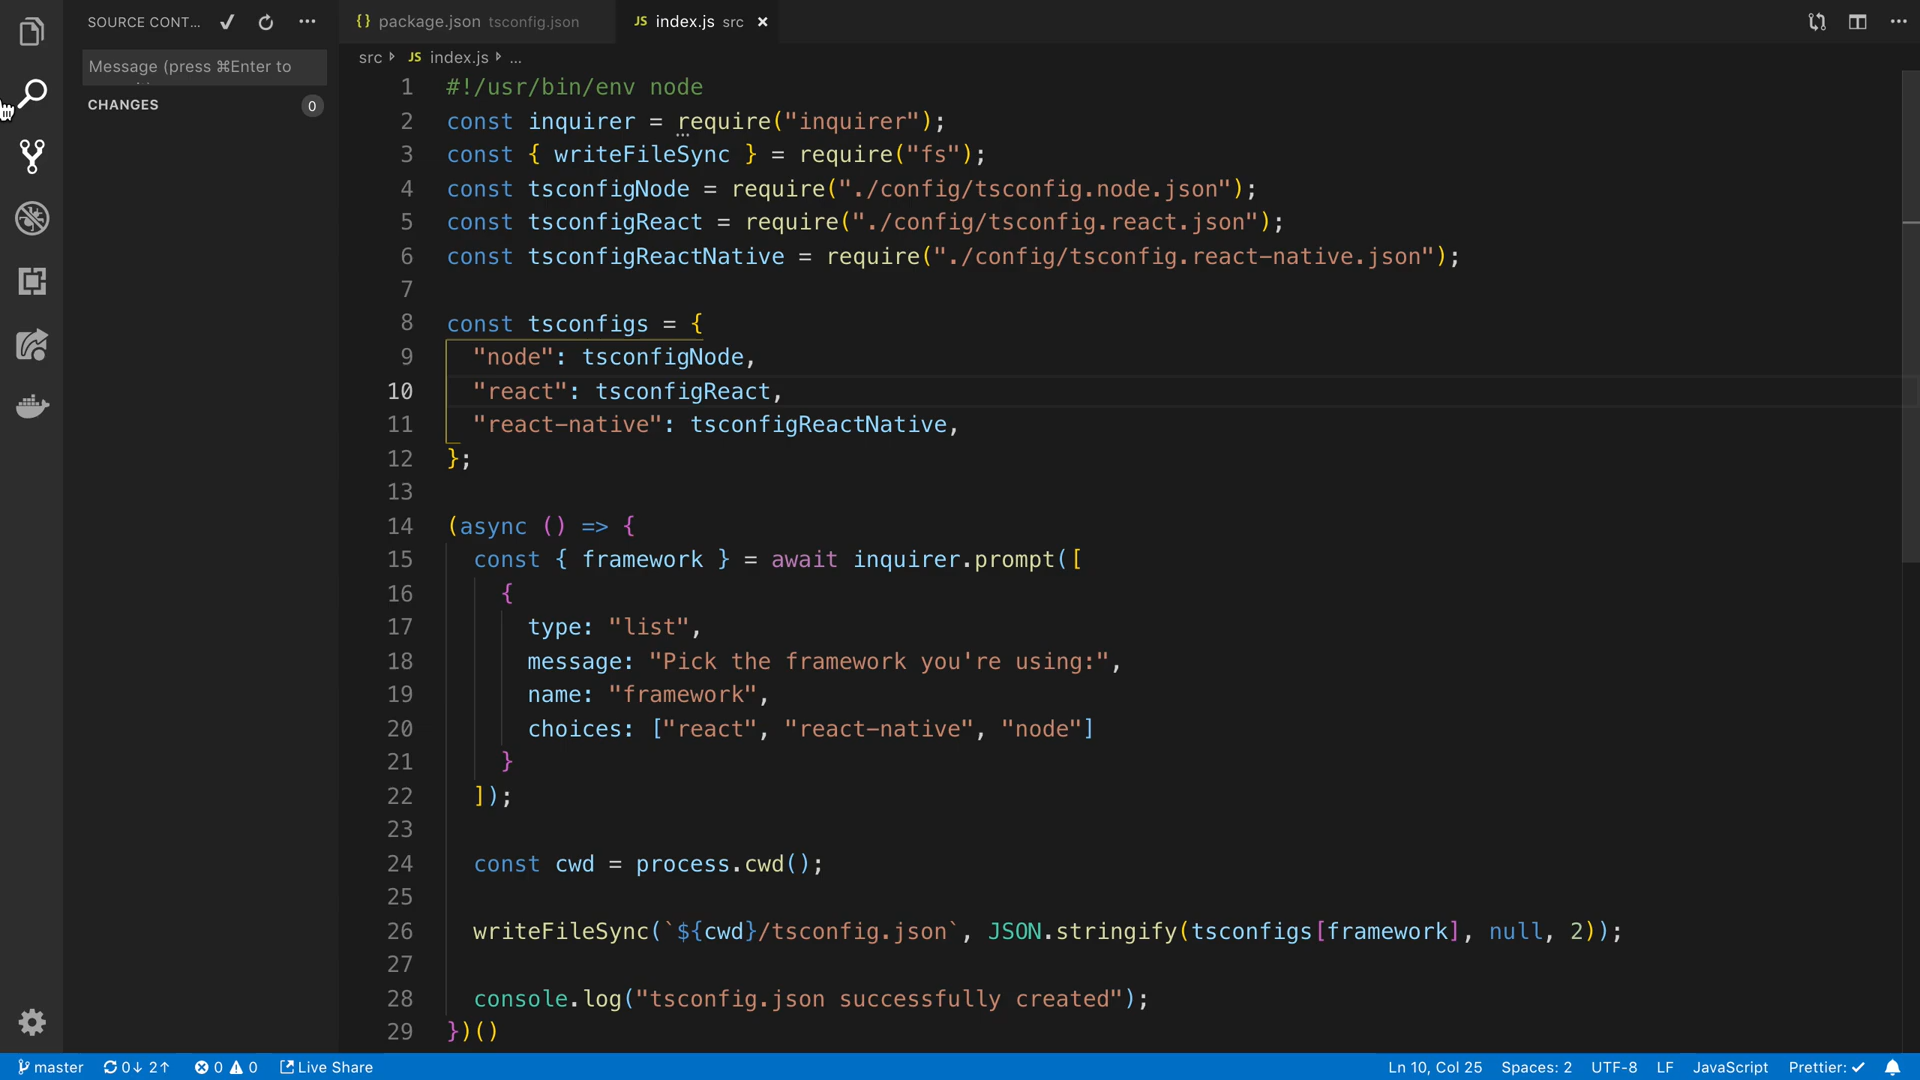 SOURCE CONT...
{} package.json tsconfig.json
JS index.js src ×
Message (press ⌘Enter to
CHANGES
0
src JS index.js ...
1 #!/usr/bin/env node
2 const inquirer = require("inquirer");
3 const { writeFileSync } = require("fs");
4 const tsconfigNode = require("./config/tsconfig.node.json");
5 const tsconfigReact = require("./config/tsconfig.react.json");
6 const tsconfigReactNative = require("./config/tsconfig.react-native.json");
7
8 const tsconfigs = {
9 "node": tsconfigNode,
10 "react": tsconfigReact,
11 "react-native": tsconfigReactNative,
12 };
13
14 (async () => {
15 const { framework } = await inquirer.prompt([
16 {
17 type: "list",
18 message: "Pick the framework you're using:",
19 name: "framework",
20 choices: ["react", "react-native", "node"]
21 }
22 ]);
23
24 const cwd = process.cwd();
25
26 writeFileSync(`${cwd}/tsconfig.json`, JSON.stringify(tsconfigs[framework], null, 2));
27
28 console.log("tsconfig.json successfully created");
29 })()
master 0↓ 2↑ 0 0 Live Share Ln 10, Col 25 Spaces: 2 UTF-8 LF JavaScript Prettier: ✓